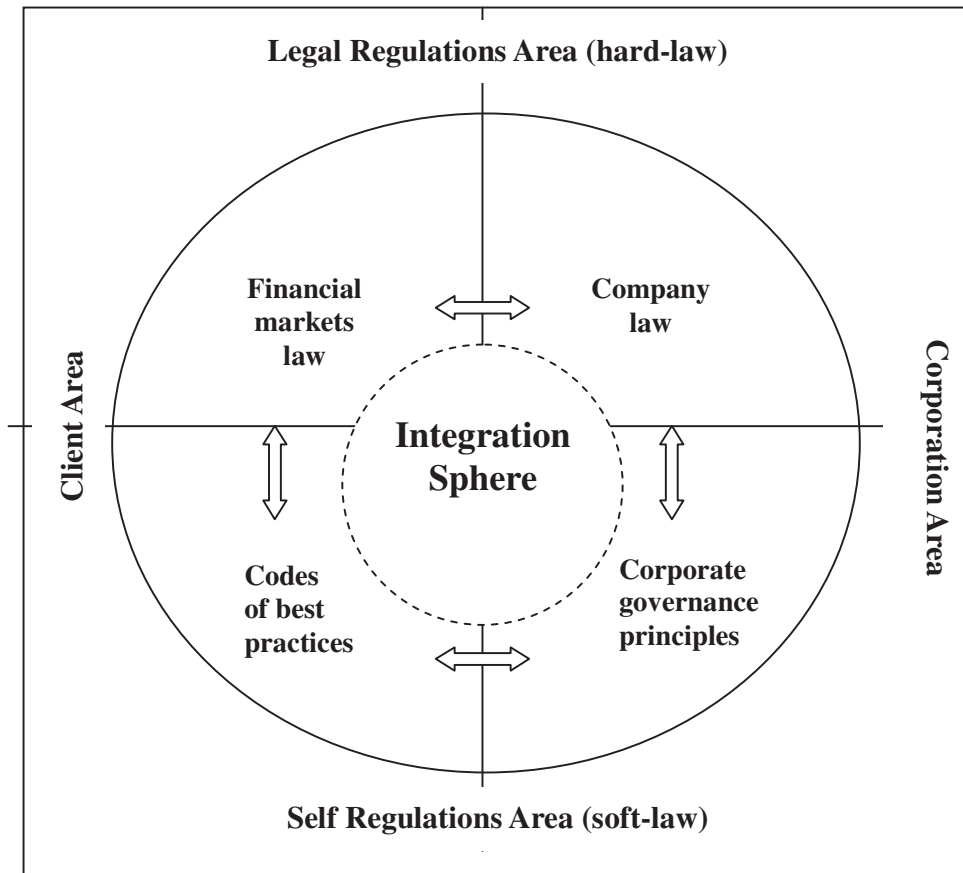 Legal Regulations Area (hard-law)
Financial
markets
law
Company
law
Client Area
Integration
Sphere
Corporation Area
Codes
of best
practices
Corporate
governance
principles
Self Regulations Area (soft-law)